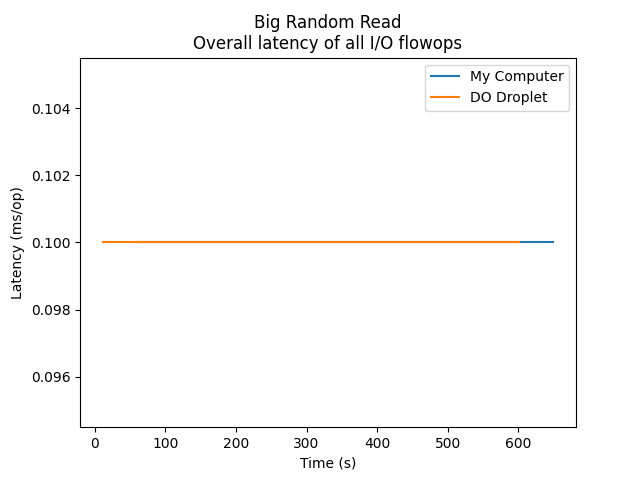 Big Random Read
Overall latency of all I/O flowops
My Computer
DO Droplet
Latency (ms/op)
0.104
0.102
0.100
0.098
0.096
0 100 200 300 400 500 600
Time (s)